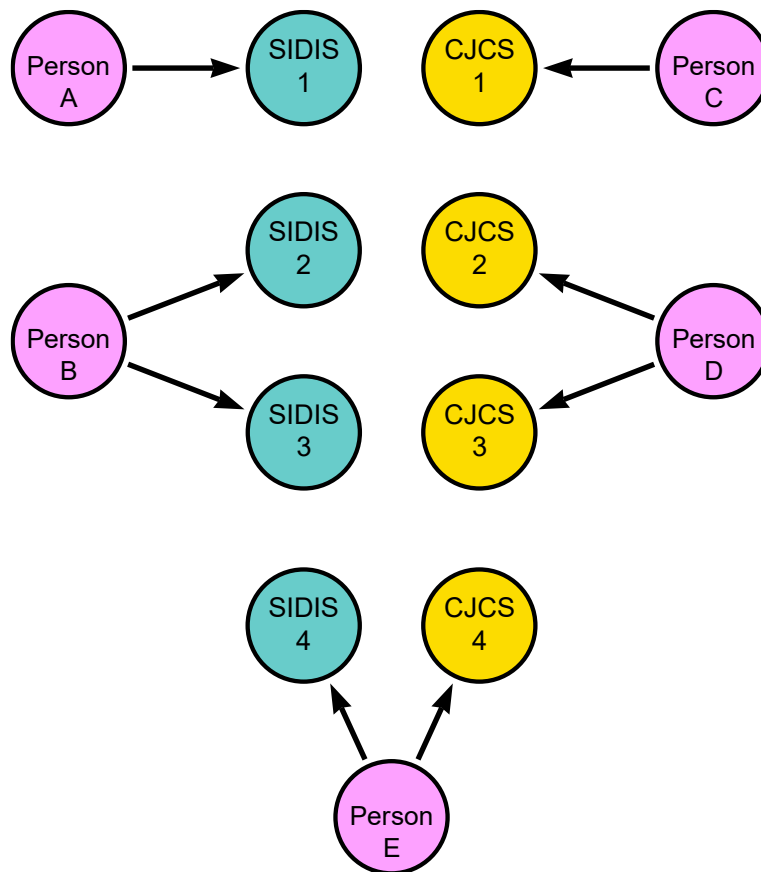 Person
A
SIDIS
1
CJCS
1
Person
C
SIDIS
2
CJCS
2
Person
B
Person
D
SIDIS
3
CJCS
3
SIDIS
4
CJCS
4
Person
E